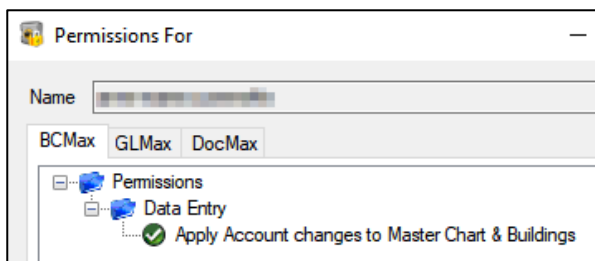 Permissions For
Name
BCMax GLMax DocMax
Permissions
Data Entry
Apply Account changes to Master Chart & Buildings